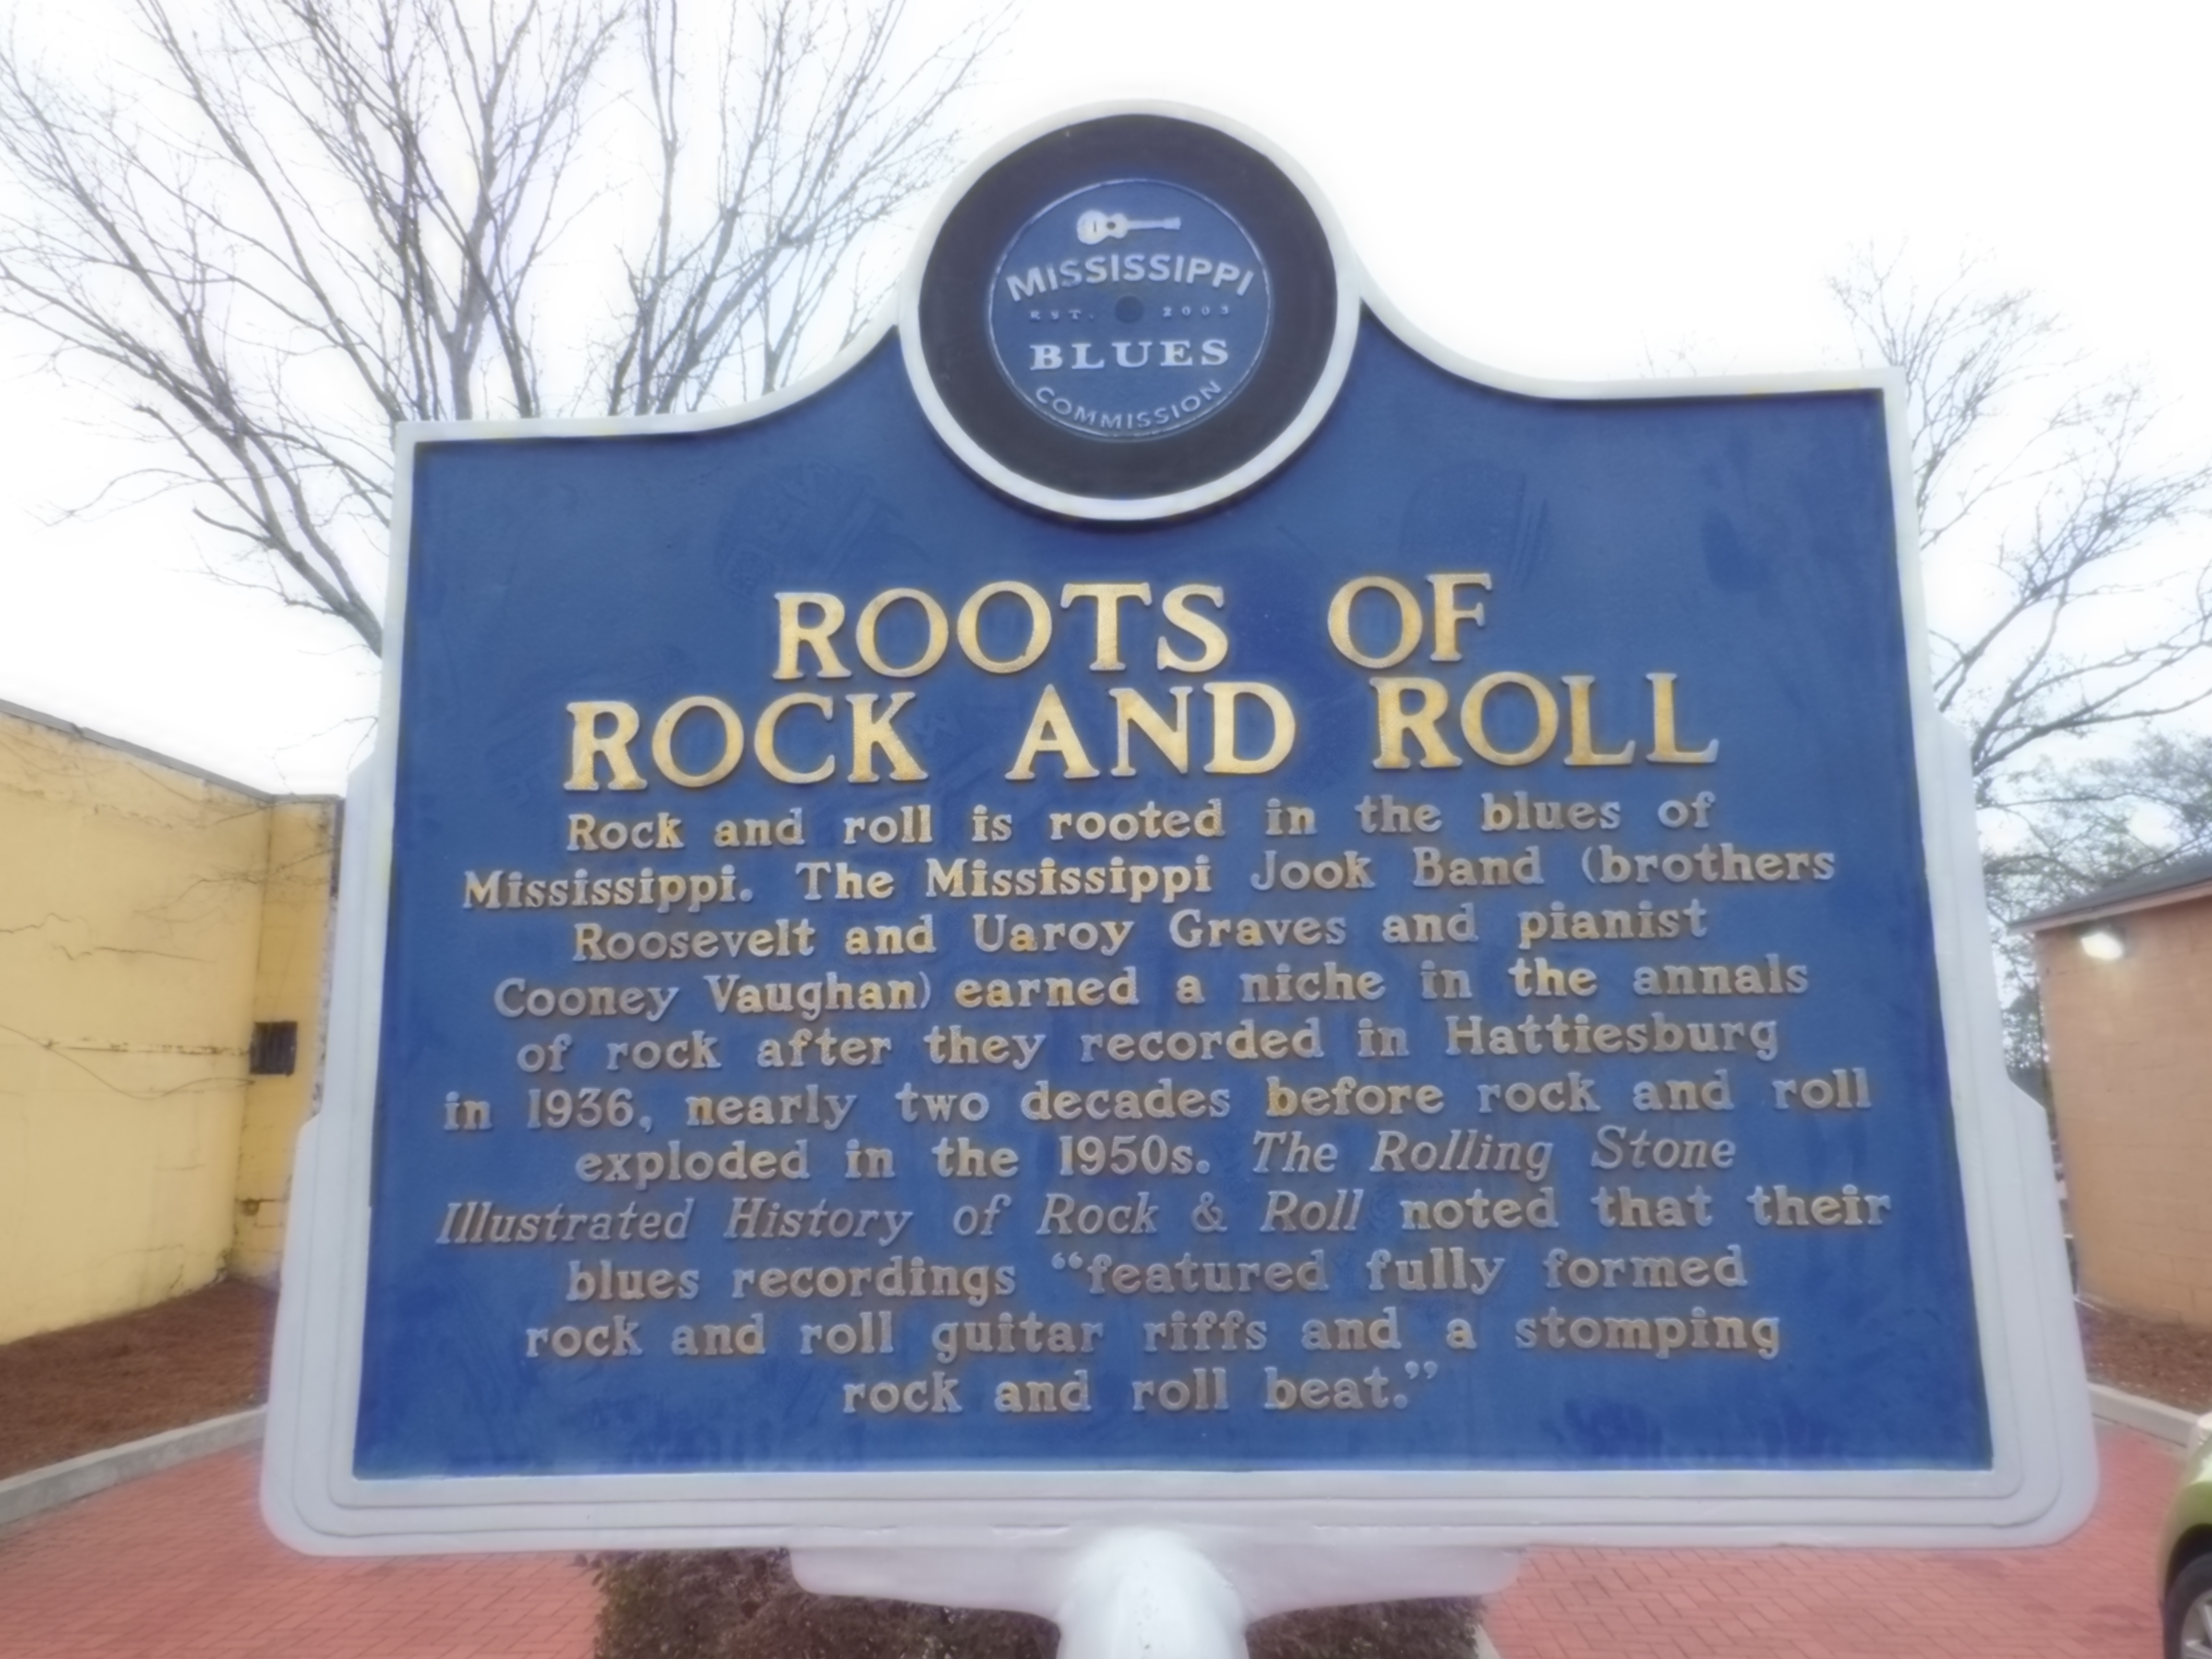 MISSISSIPPI
EST. 2003
BLUES
COMMISSION
ROOTS OF
ROCK AND ROLL
Rock and roll is rooted in the blues of
Mississippi. The Mississippi Jook Band (brothers
Roosevelt and Uaroy Graves and pianist
Cooney Vaughan) earned a niche in the annals
of rock after they recorded in Hattiesburg
in 1936, nearly two decades before rock and roll
exploded in the 1950s. The Rolling Stone
Illustrated History of Rock & Roll noted that their
blues recordings “featured fully formed
rock and roll guitar riffs and a stomping
rock and roll beat.”